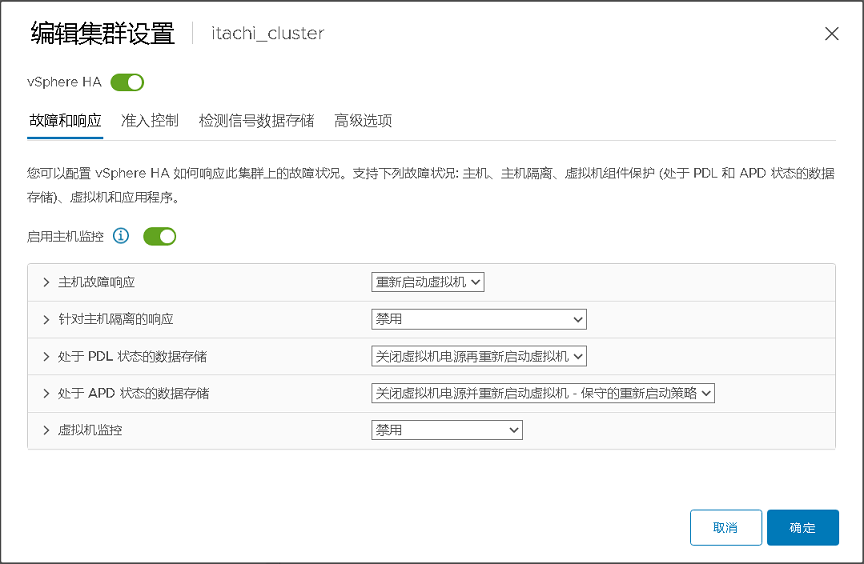 编辑集群设置 itachi_cluster
vSphere HA
故障和响应 准入控制 检测信号数据存储 高级选项
您可以配置 vSphere HA 如何响应此集群上的故障状况。支持下列故障状况: 主机、主机隔离、虚拟机组件保护 (处于 PDL 和 APD 状态的数据
存储)、虚拟机和应用程序。
启用主机监控
主机故障响应 重新启动虚拟机
针对主机隔离的响应 禁用
处于 PDL 状态的数据存储 关闭虚拟机电源再重新启动虚拟机
处于 APD 状态的数据存储 关闭虚拟机电源并重新启动虚拟机 - 保守的重新启动策略
虚拟机监控 禁用
取消 确定